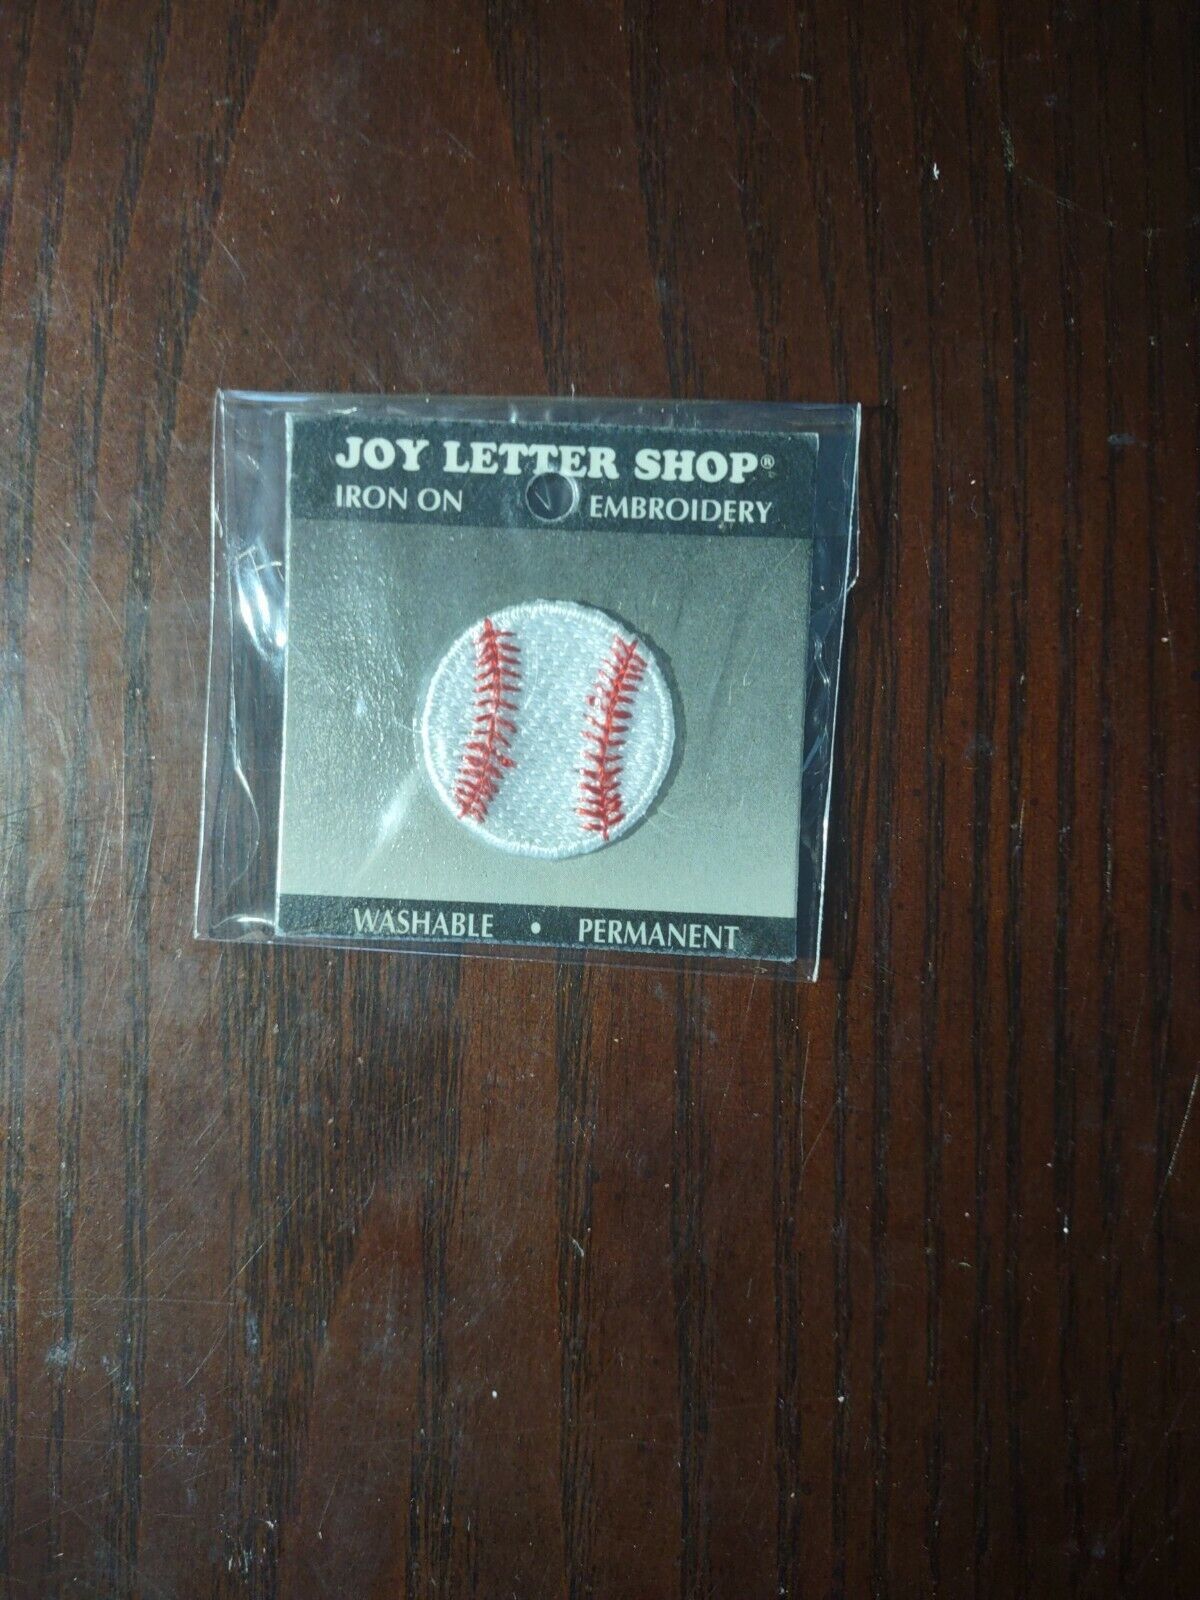 JOY LETTER SHOP®
IRON ON EMBROIDERY
WASHABLE • PERMANENT